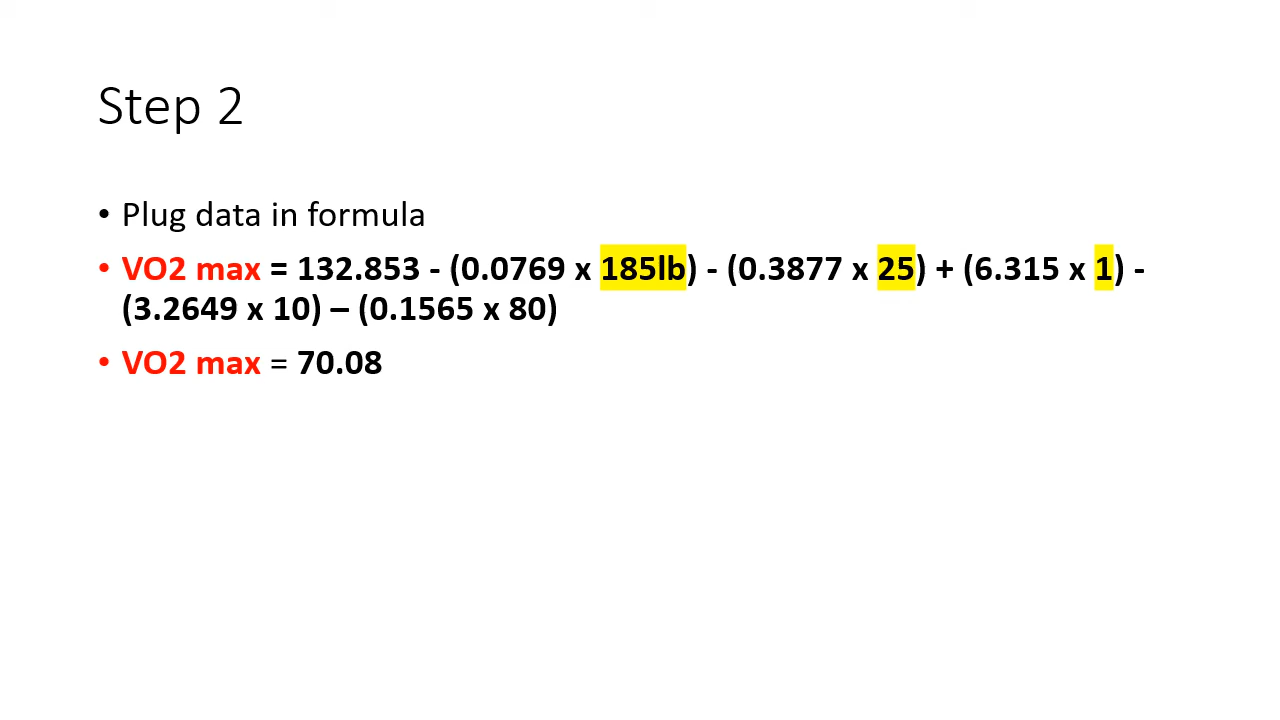 Step 2
• Plug data in formula
• VO2 max = 132.853 - (0.0769 x 185lb) - (0.3877 x 25) + (6.315 x 1) -
(3.2649 x 10) – (0.1565 x 80)
• VO2 max = 70.08